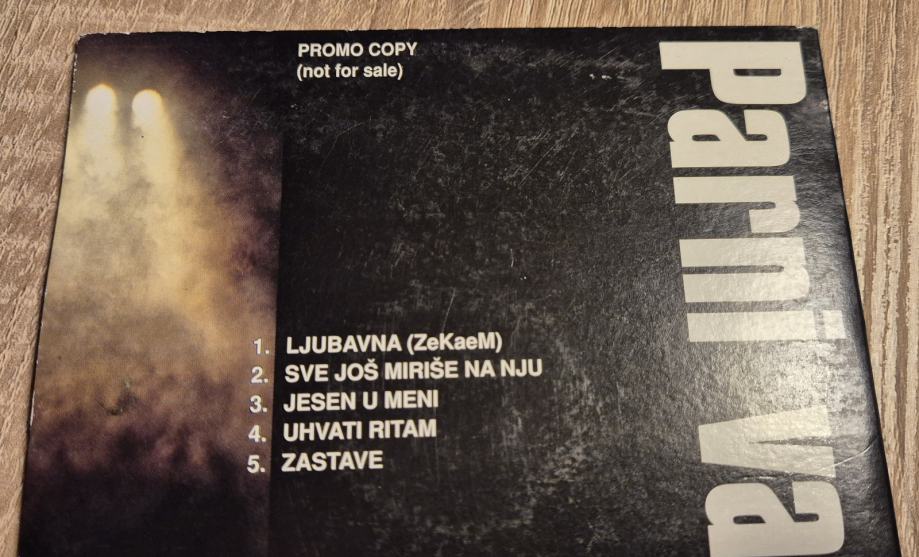 PROMO COPY
(not for sale)
1. LJUBAVNA (ZeKaeM)
2. SVE JOŠ MIRIŠE NA NJU
3. JESEN U MENI
4. UHVATI RITAM
5. ZASTAVE
parni va